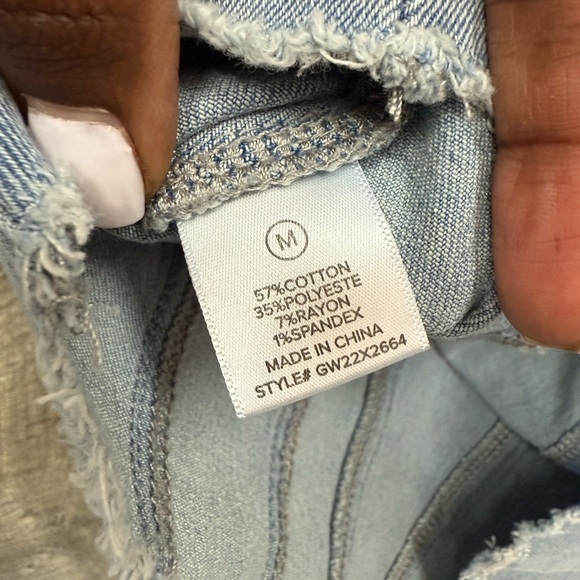 M
57%COTTON
35%POLYESTE
7%RAYON
1%SPANDEX
MADE IN CHINA
STYLE# GW22X2664